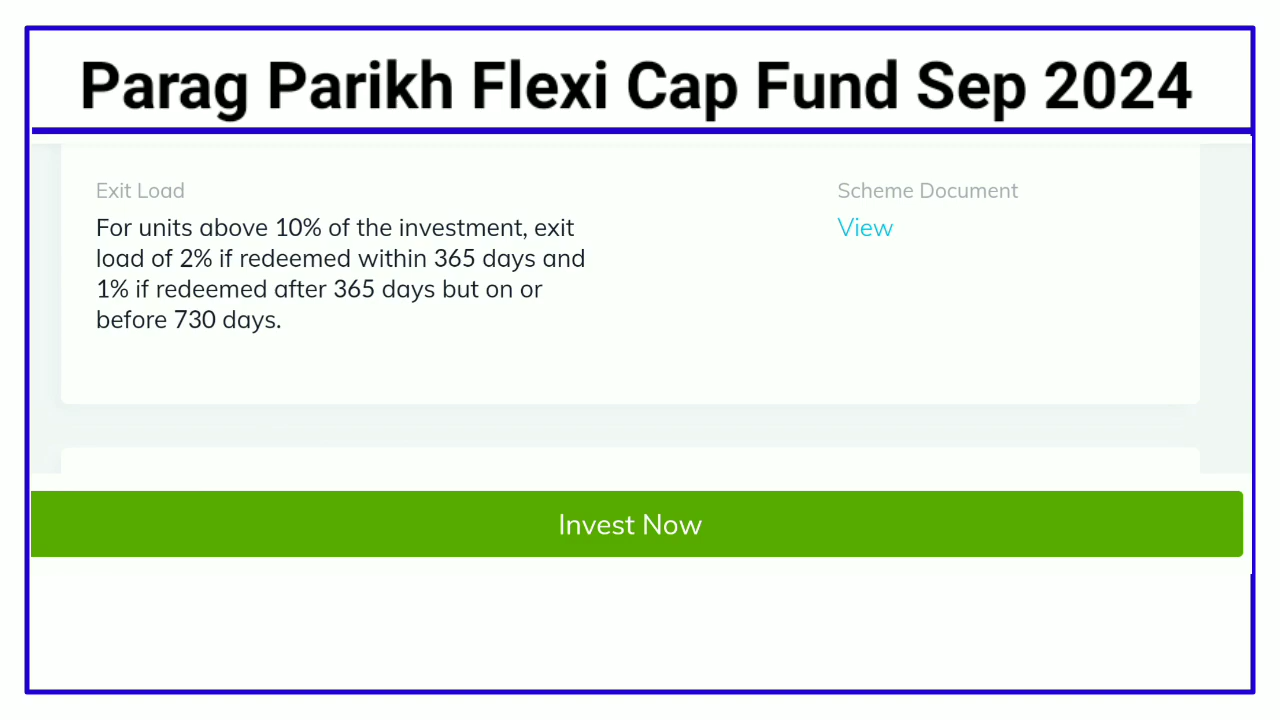 Parag Parikh Flexi Cap Fund Sep 2024
Exit Load
For units above 10% of the investment, exit
load of 2% if redeemed within 365 days and
1% if redeemed after 365 days but on or
before 730 days.
Scheme Document
View
Invest Now